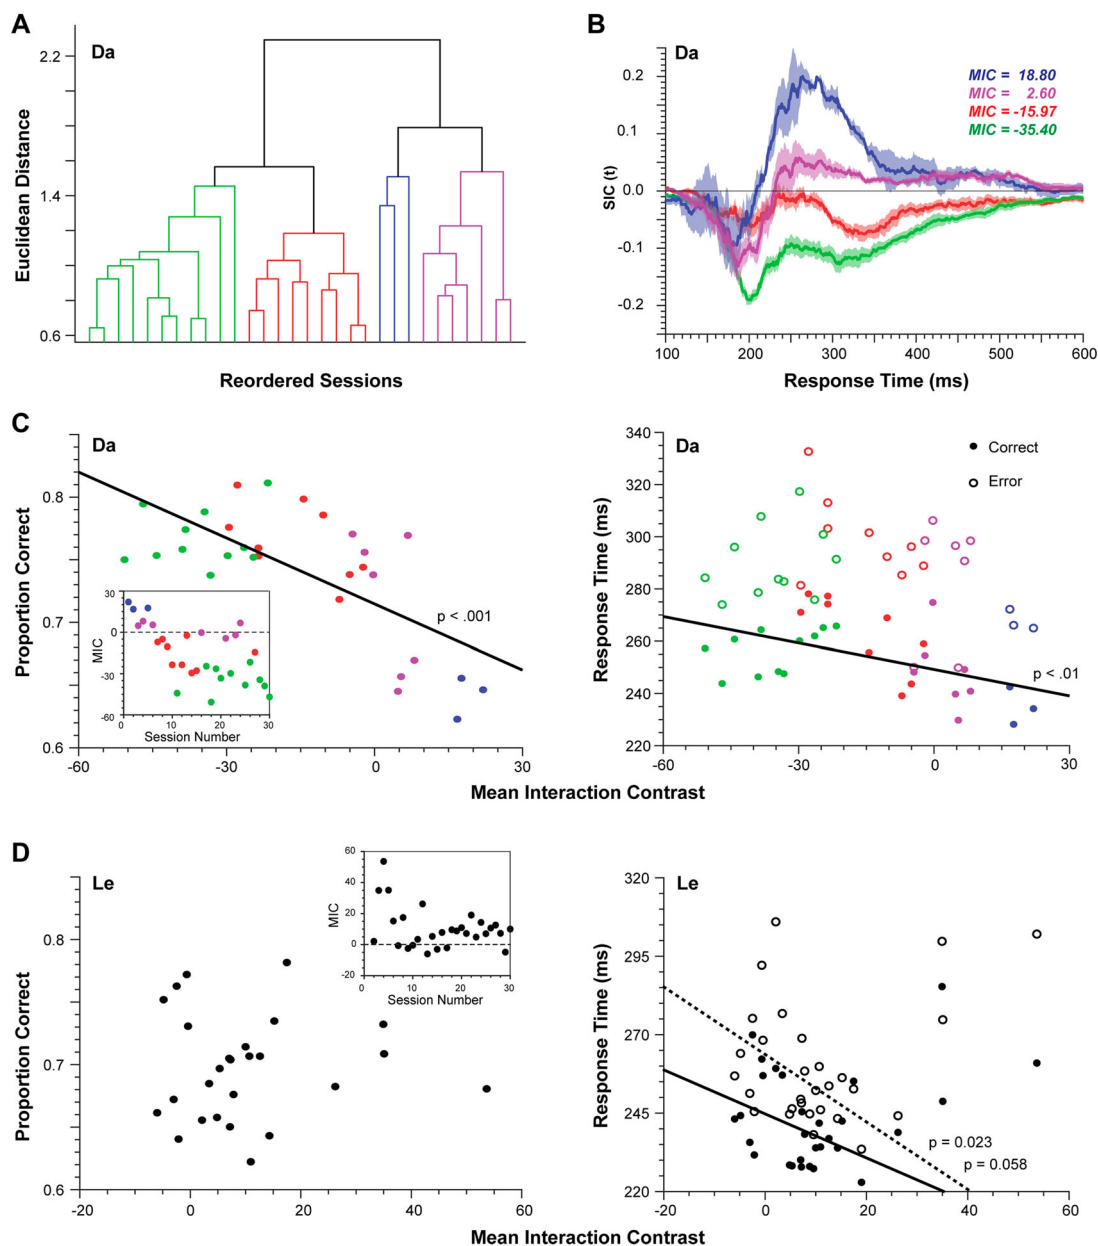 A
Da
Euclidean Distance
2.2
1.4
0.6
Reordered Sessions
B
Da
SIC (t)
0.2
0.1
0.0
-0.1
-0.2
MIC = 18.80
MIC = 2.60
MIC = -15.97
MIC = -35.40
100 200 300 400 500 600
Response Time (ms)
C
Da
Proportion Correct
0.8
0.7
0.6
p < .001
MIC
30
0
-30
-60
0 10 20 30
Session Number
-60 -30 0 30
Da
Response Time (ms)
340
320
300
280
260
240
220
Correct
Error
p < .01
-60 -30 0 30
Mean Interaction Contrast
D
Le
Proportion Correct
0.8
0.7
0.6
MIC
60
40
20
0
-20
0 10 20 30
Session Number
-20 0 20 40 60
Le
Response Time (ms)
320
295
270
245
220
p = 0.023
p = 0.058
-20 0 20 40 60
Mean Interaction Contrast